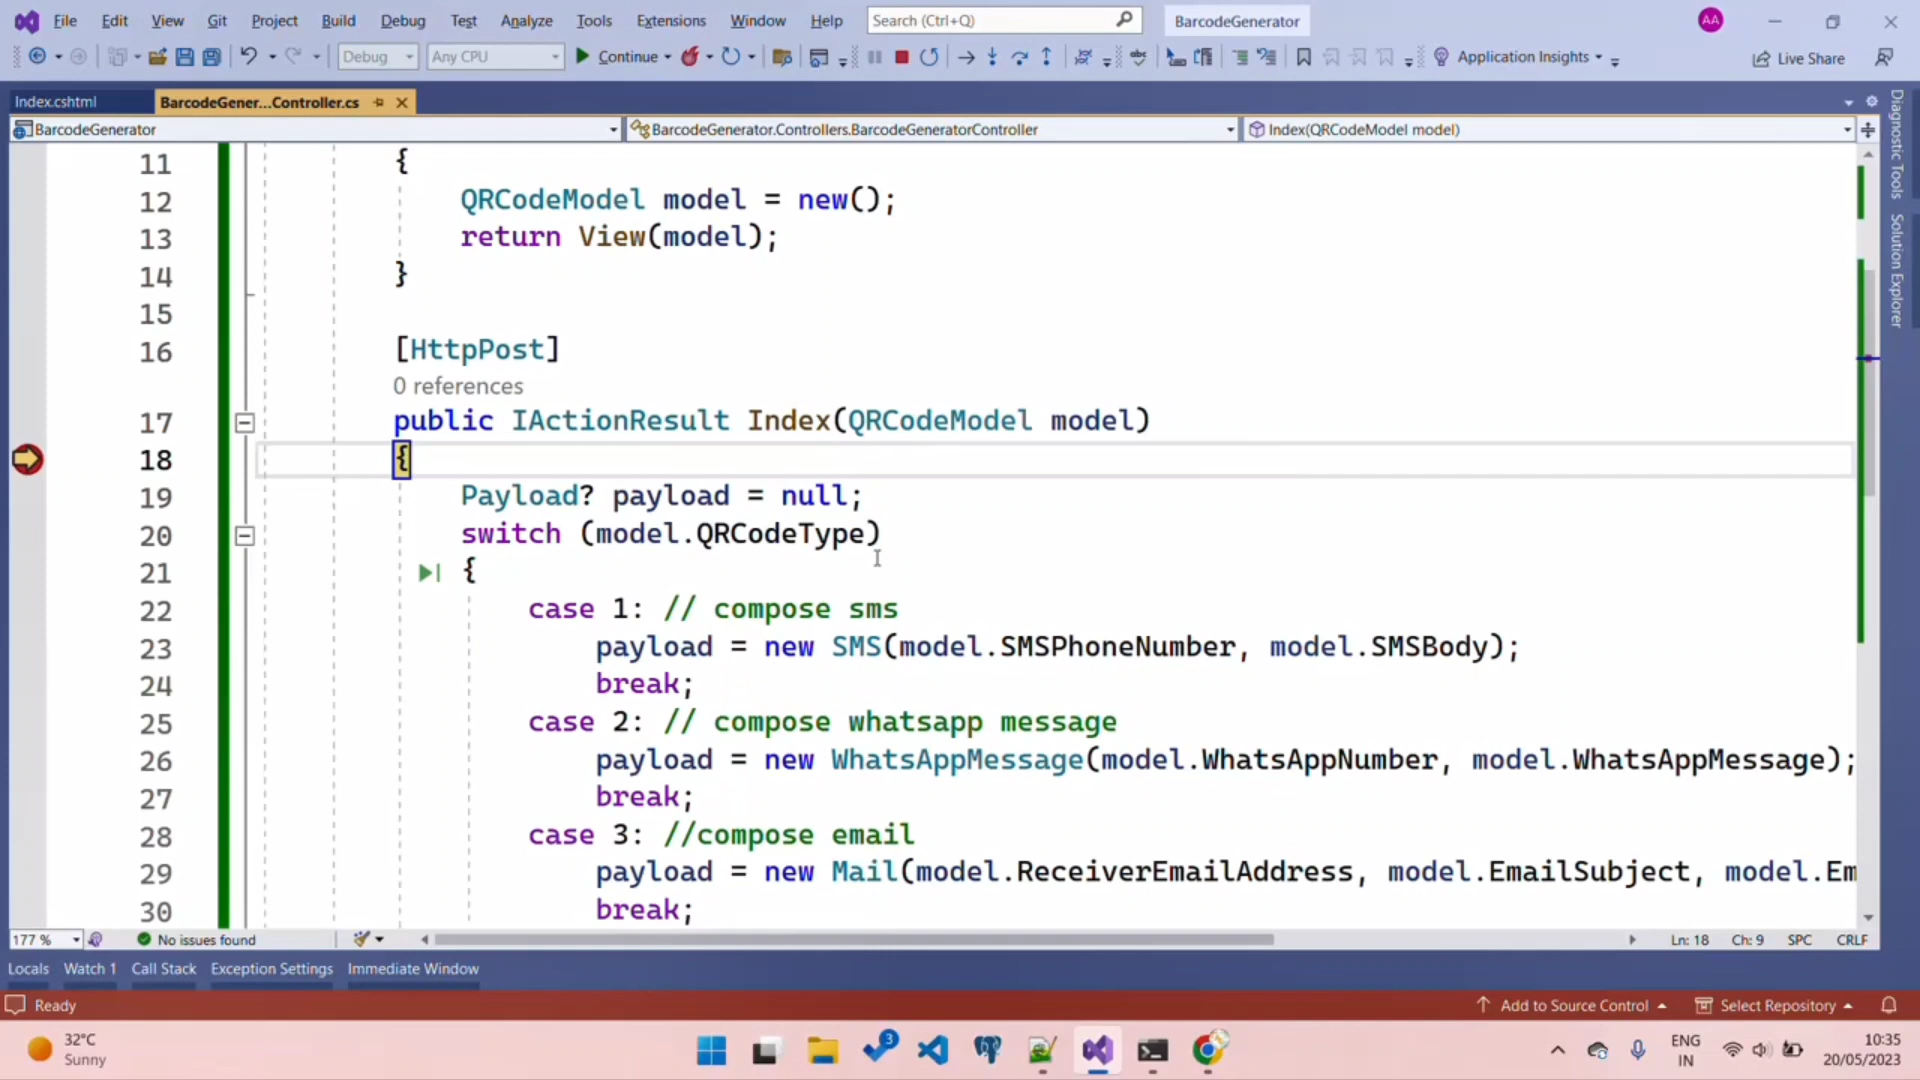 File Edit View Git Project Build Debug Test Analyze Tools Extensions Window Help Search (Ctrl+Q) BarcodeGenerator AA
Debug Any CPU Continue Application Insights Live Share
Index.cshtml BarcodeGener...Controller.cs
BarcodeGenerator BarcodeGenerator.Controllers.BarcodeGeneratorController Index(QRCodeModel model)
Diagnostic Tools
Solution Explorer
11 {
12 QRCodeModel model = new();
13 return View(model);
14 }
15
16 [HttpPost]
0 references
17 public IActionResult Index(QRCodeModel model)
18 {
19 Payload? payload = null;
20 switch (model.QRCodeType)
21 {
22 case 1: // compose sms
23 payload = new SMS(model.SMSPhoneNumber, model.SMSBody);
24 break;
25 case 2: // compose whatsapp message
26 payload = new WhatsAppMessage(model.WhatsAppNumber, model.WhatsAppMessage);
27 break;
28 case 3: //compose email
29 payload = new Mail(model.ReceiverEmailAddress, model.EmailSubject, model.Em
30 break;
177 % No issues found Ln: 18 Ch: 9 SPC CRLF
Locals Watch 1 Call Stack Exception Settings Immediate Window
Ready Add to Source Control Select Repository
32°C
Sunny
3
ENG
IN
10:35
20/05/2023